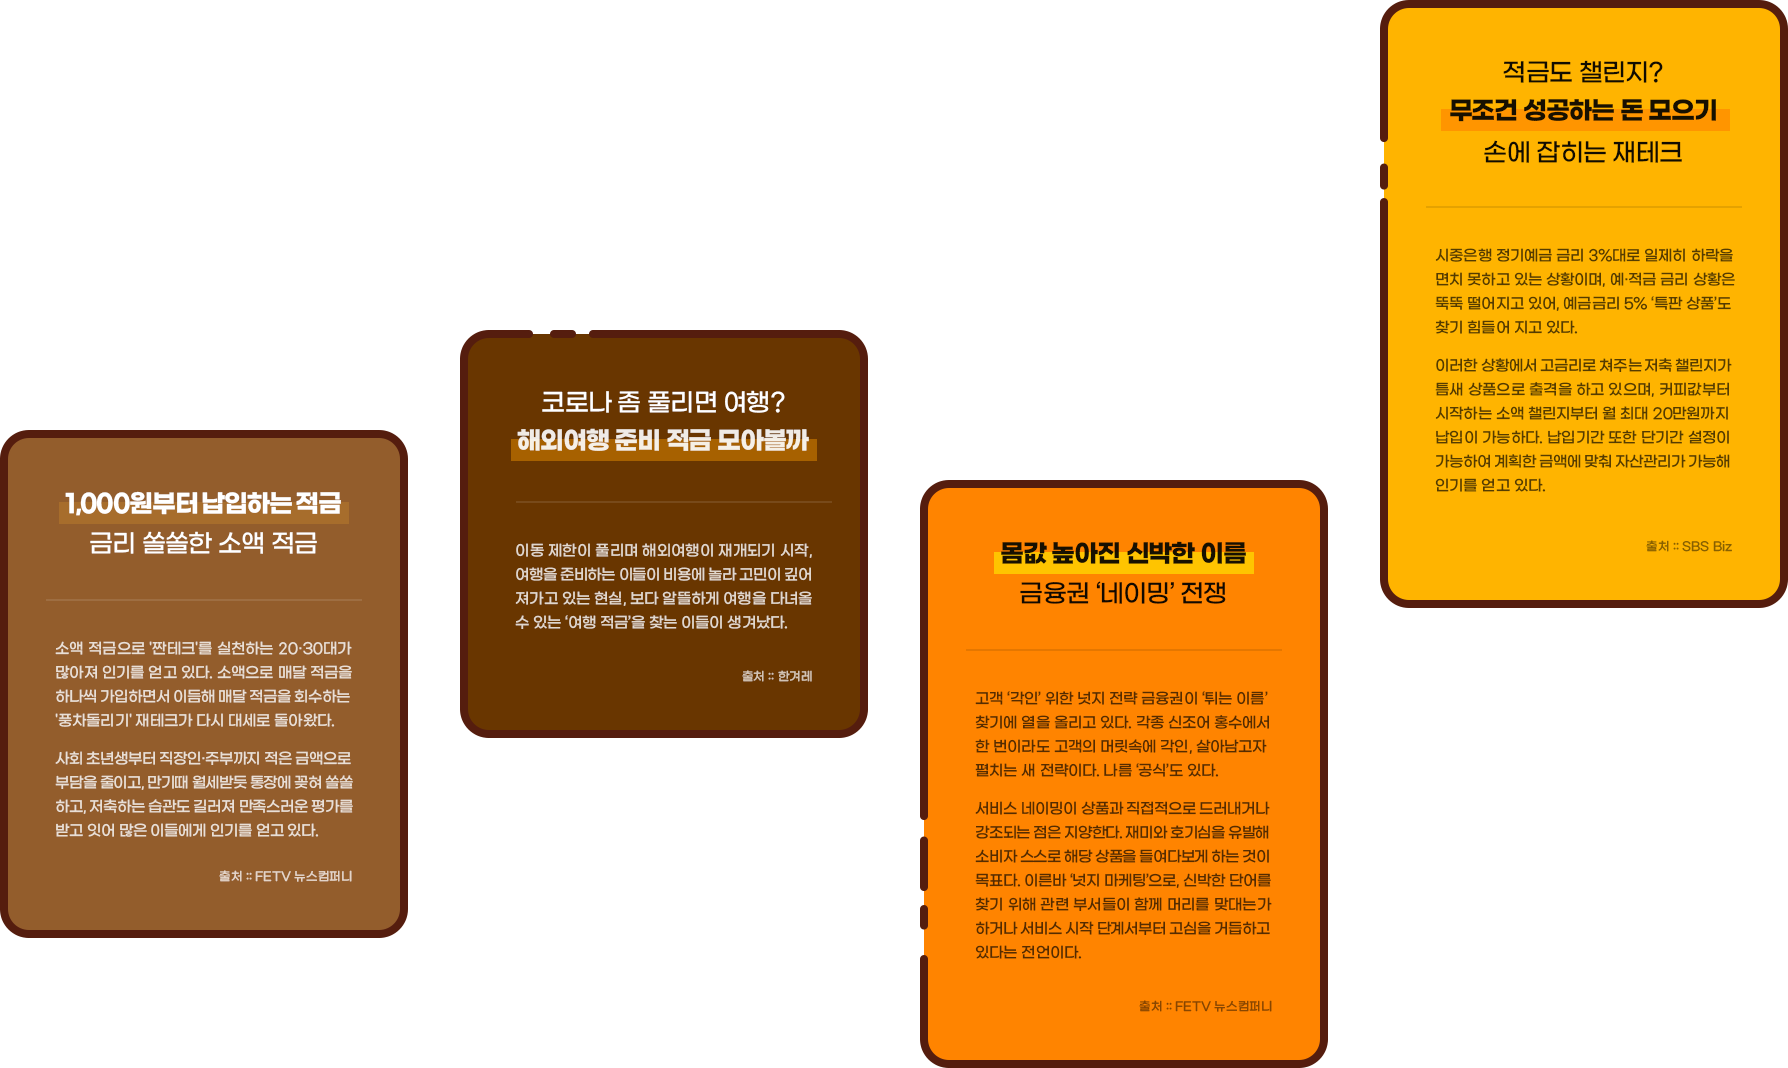 1,000원부터 납입하는 적금
금리 쏠쏠한 소액 적금
소액 적금으로 '짠테크'를 실천하는 20·30대가
많아져 인기를 얻고 있다. 소액으로 매달 적금을
하나씩 가입하면서 이듬해 매달 적금을 회수하는
'풍차돌리기' 재테크가 다시 대세로 돌아왔다.
사회 초년생부터 직장인·주부까지 적은 금액으로
부담을 줄이고, 만기때 월세받듯 통장에 꽂혀 쏠쏠
하고, 저축하는 습관도 길러져 만족스러운 평가를
받고 잇어 많은 이들에게 인기를 얻고 있다.
출처 :: FETV 뉴스컴퍼니
코로나 좀 풀리면 여행?
해외여행 준비 적금 모아볼까
이동 제한이 풀리며 해외여행이 재개되기 시작,
여행을 준비하는 이들이 비용에 놀라 고민이 깊어
져가고 있는 현실, 보다 알뜰하게 여행을 다녀올
수 있는 ‘여행 적금’을 찾는 이들이 생겨났다.
출처 :: 한겨레
몸값 높아진 신박한 이름
금융권 ‘네이밍’ 전쟁
고객 ‘각인’ 위한 넛지 전략 금융권이 ‘튀는 이름’
찾기에 열을 올리고 있다. 각종 신조어 홍수에서
한 번이라도 고객의 머릿속에 각인, 살아남고자
펼치는 새 전략이다. 나름 ‘공식’도 있다.
서비스 네이밍이 상품과 직접적으로 드러내거나
강조되는 점은 지양한다. 재미와 호기심을 유발해
소비자 스스로 해당 상품을 들여다보게 하는 것이
목표다. 이른바 ‘넛지 마케팅’으로, 신박한 단어를
찾기 위해 관련 부서들이 함께 머리를 맞대는가
하거나 서비스 시작 단계서부터 고심을 거듭하고
있다는 전언이다.
출처 :: FETV 뉴스컴퍼니
적금도 챌린지?
무조건 성공하는 돈 모으기
손에 잡히는 재테크
시중은행 정기예금 금리 3%대로 일제히 하락을
면치 못하고 있는 상황이며, 예·적금 금리 상황은
뚝뚝 떨어지고 있어, 예금금리 5% ‘특판 상품’도
찾기 힘들어 지고 있다.
이러한 상황에서 고금리로 쳐주는 저축 챌린지가
틈새 상품으로 출격을 하고 있으며, 커피값부터
시작하는 소액 챌린지부터 월 최대 20만원까지
납입이 가능하다. 납입기간 또한 단기간 설정이
가능하여 계획한 금액에 맞춰 자산관리가 가능해
인기를 얻고 있다.
출처 :: SBS Biz